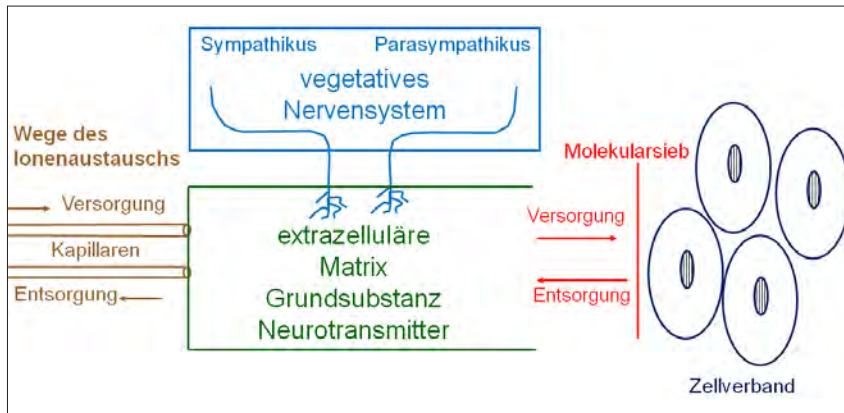 Sympathikus Parasympathikus
vegetatives
Nervensystem
Wege des
Ionenaustauschs
Molekularsieb
Versorgung
Kapillaren
Entsorgung
extrazelluläre
Matrix
Grundsubstanz
Neurotransmitter
Versorgung
Entsorgung
Zellverband